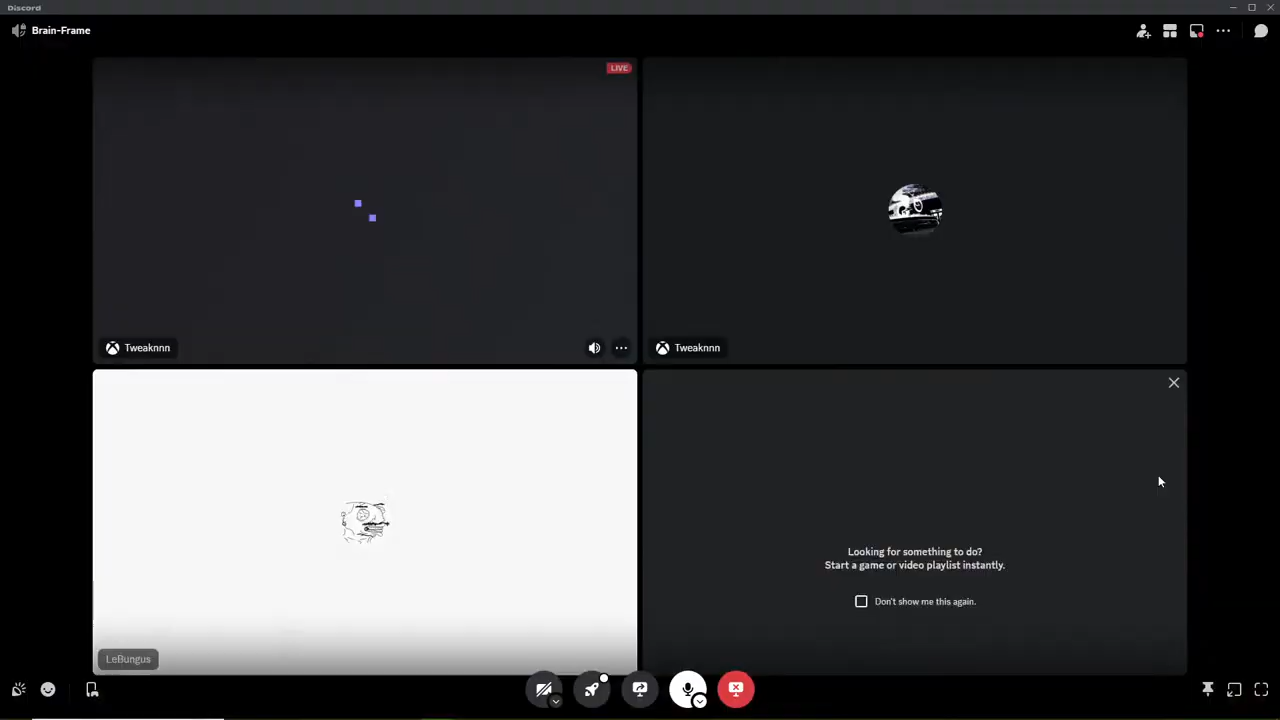 Discord
Brain-Frame
LIVE
Tweaknnn
Tweaknnn
Looking for something to do?
Start a game or video playlist instantly.
Don't show me this again.
LeBungus